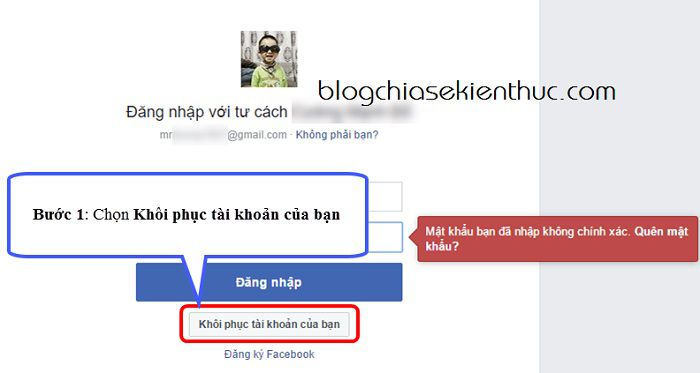 blogchiasekienthuc.com
Đăng nhập với tư cách
mr @gmail.com · Không phải bạn?
Bước 1: Chọn Khôi phục tài khoản của bạn
Mật khẩu bạn đã nhập không chính xác. Quên mật
khẩu?
Đăng nhập
Khôi phục tài khoản của bạn
Đăng ký Facebook